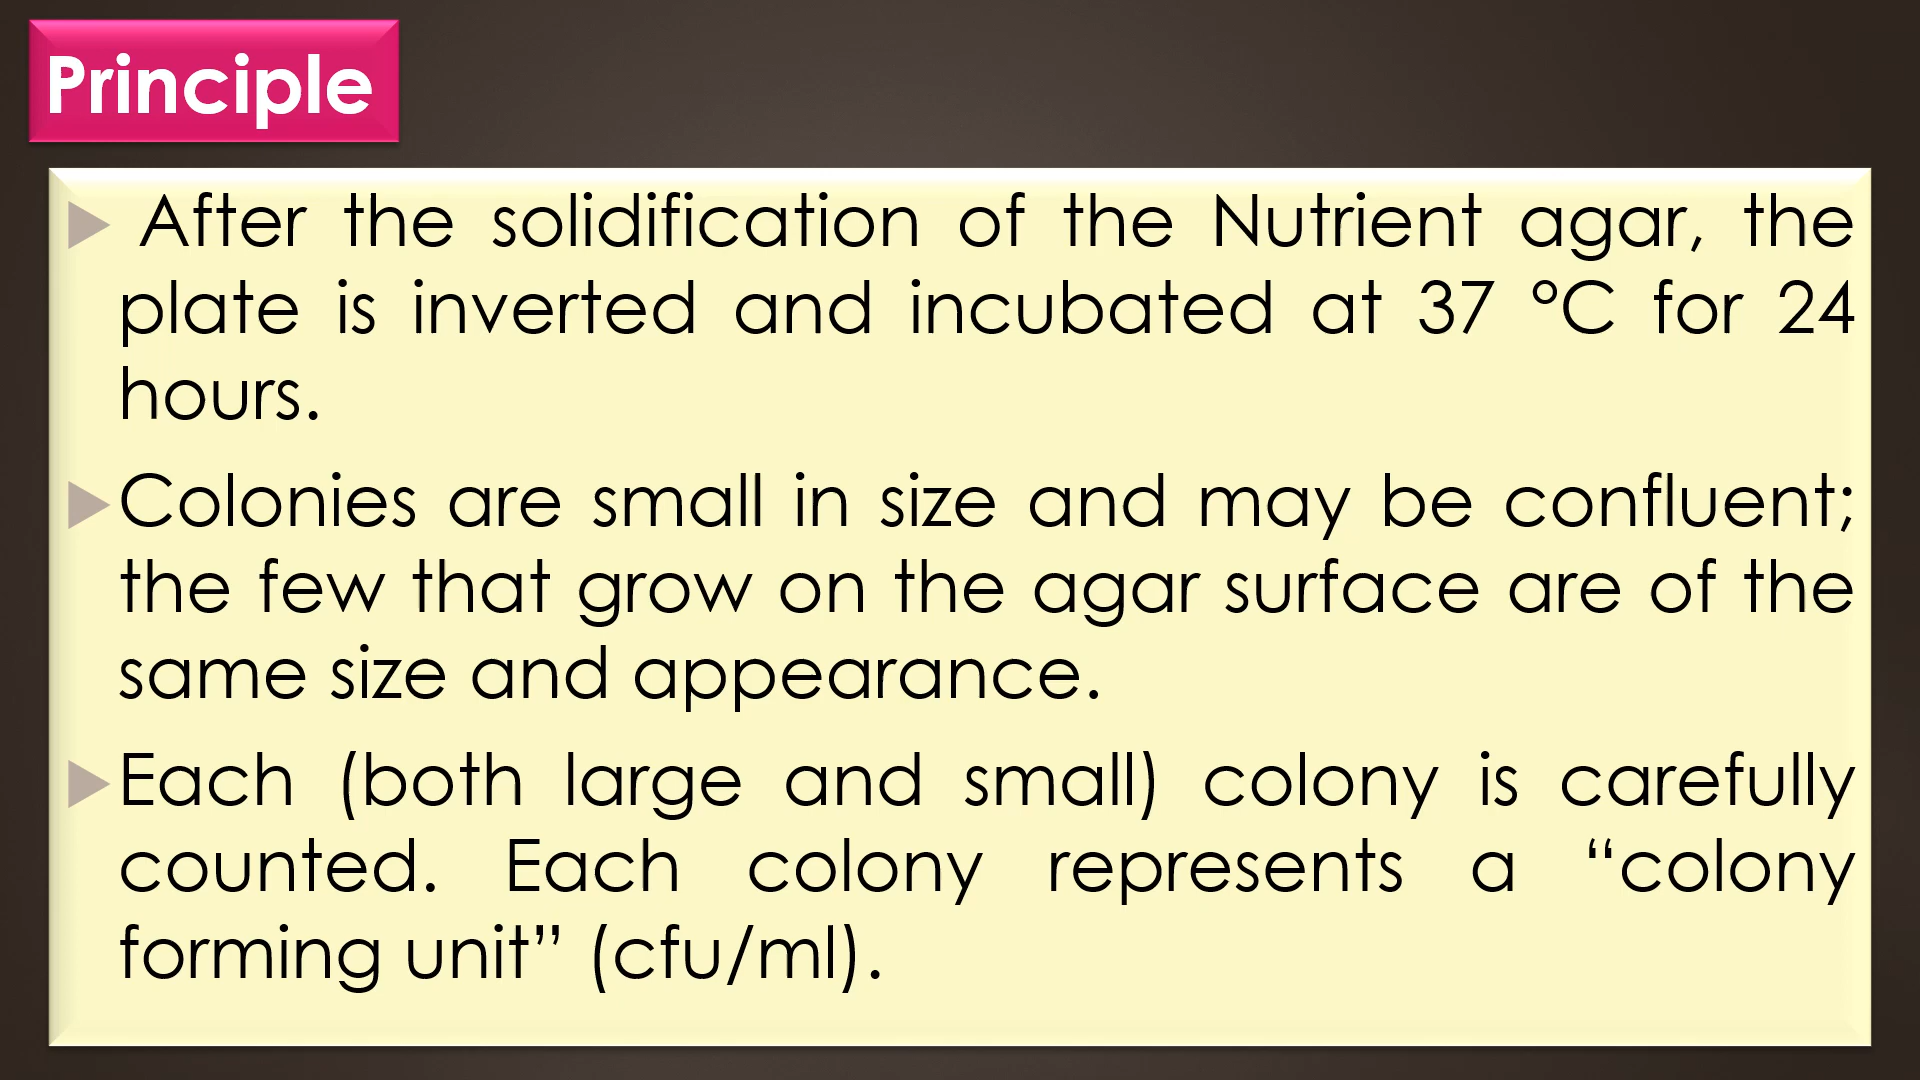 Principle
After the solidification of the Nutrient agar, the
plate is inverted and incubated at 37 °C for 24
hours.
Colonies are small in size and may be confluent;
the few that grow on the agar surface are of the
same size and appearance.
Each (both large and small) colony is carefully
counted. Each colony represents a “colony
forming unit” (cfu/ml).